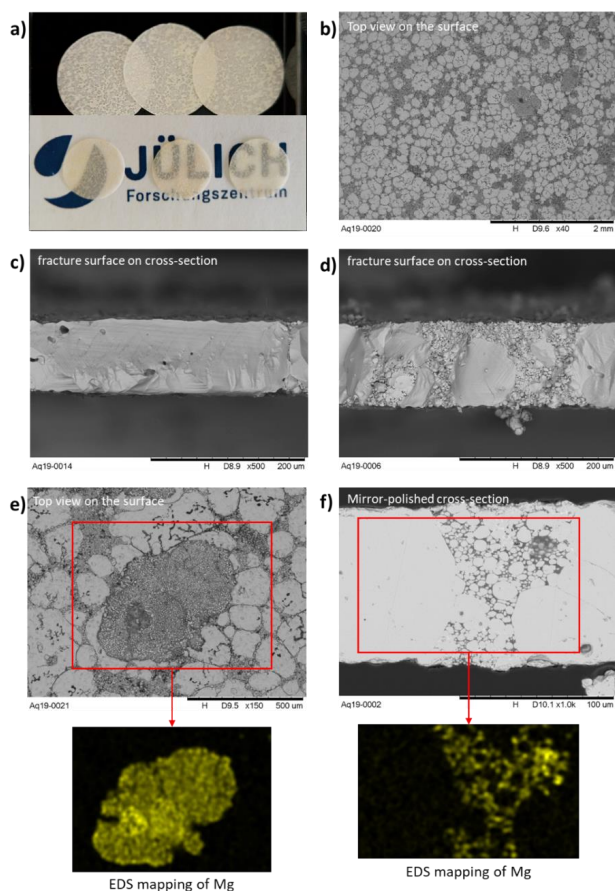 a)
JÜLICH
Forschungszentrum
b) Top view on the surface
Aq19-0020 H D9.6 x40 2 mm
c) fracture surface on cross-section
Aq19-0014 H D8.9 x500 200 um
d) fracture surface on cross-section
Aq19-0006 H D8.9 x500 200 um
e) Top view on the surface
Aq19-0021 H D9.5 x150 500 um
f) Mirror-polished cross-section
Aq19-0002 H D10.1 x1.0k 100 um
EDS mapping of Mg
EDS mapping of Mg